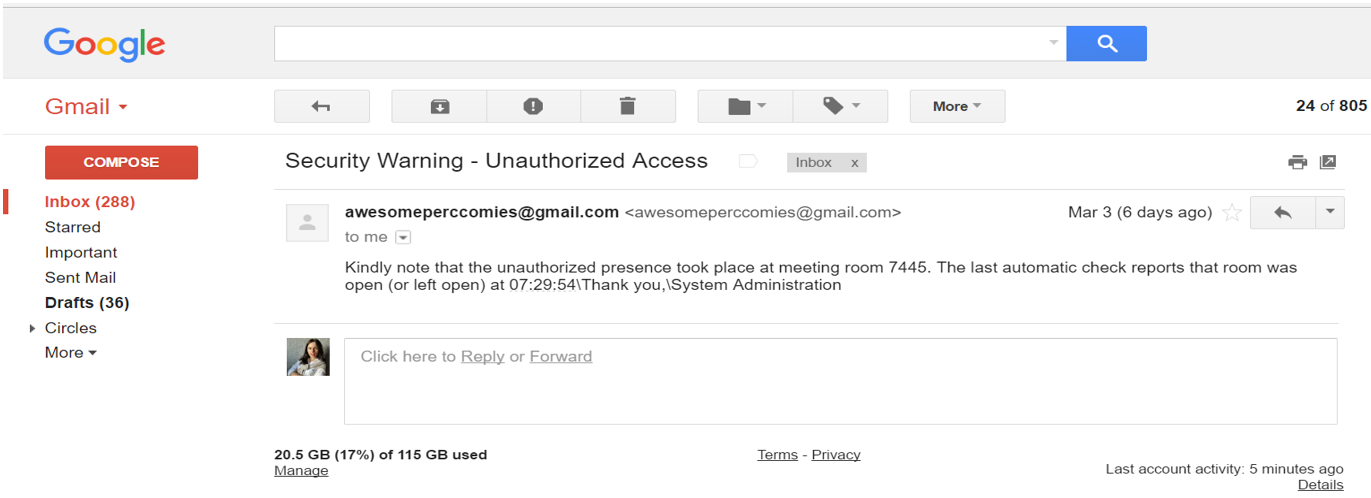 Google
Gmail
More
24 of 805
COMPOSE
Security Warning - Unauthorized Access
Inbox x
Inbox (288)
Starred
Important
Sent Mail
Drafts (36)
Circles
More
awesomeperccomies@gmail.com <awesomeperccomies@gmail.com>
Mar 3 (6 days ago)
to me
Kindly note that the unauthorized presence took place at meeting room 7445. The last automatic check reports that room was
open (or left open) at 07:29:54\Thank you,\System Administration
Click here to Reply or Forward
20.5 GB (17%) of 115 GB used
Manage
Terms - Privacy
Last account activity: 5 minutes ago
Details